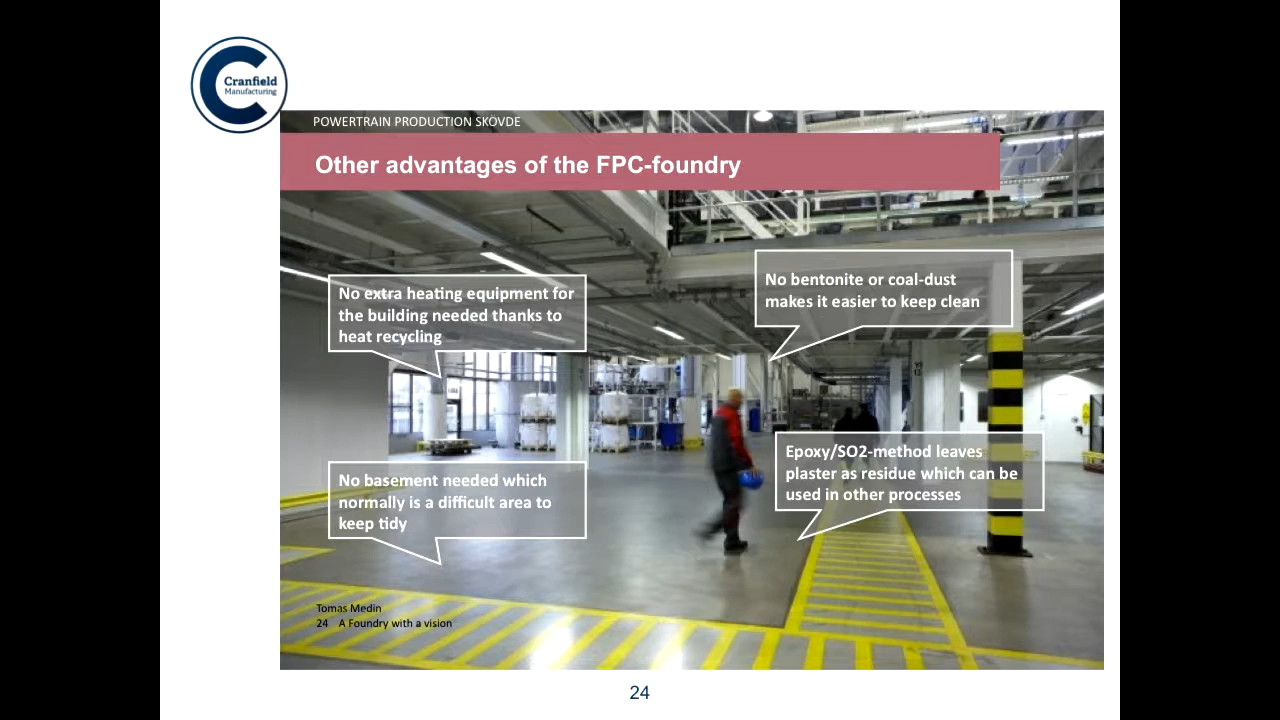 Cranfield
Manufacturing
POWERTRAIN PRODUCTION SKÖVDE
Other advantages of the FPC-foundry
No extra heating equipment for
the building needed thanks to
heat recycling
No bentonite or coal-dust
makes it easier to keep clean
No basement needed which
normally is a difficult area to
keep tidy
Epoxy/SO2-method leaves
plaster as residue which can be
used in other processes
Tomas Medin
24 A Foundry with a vision
24